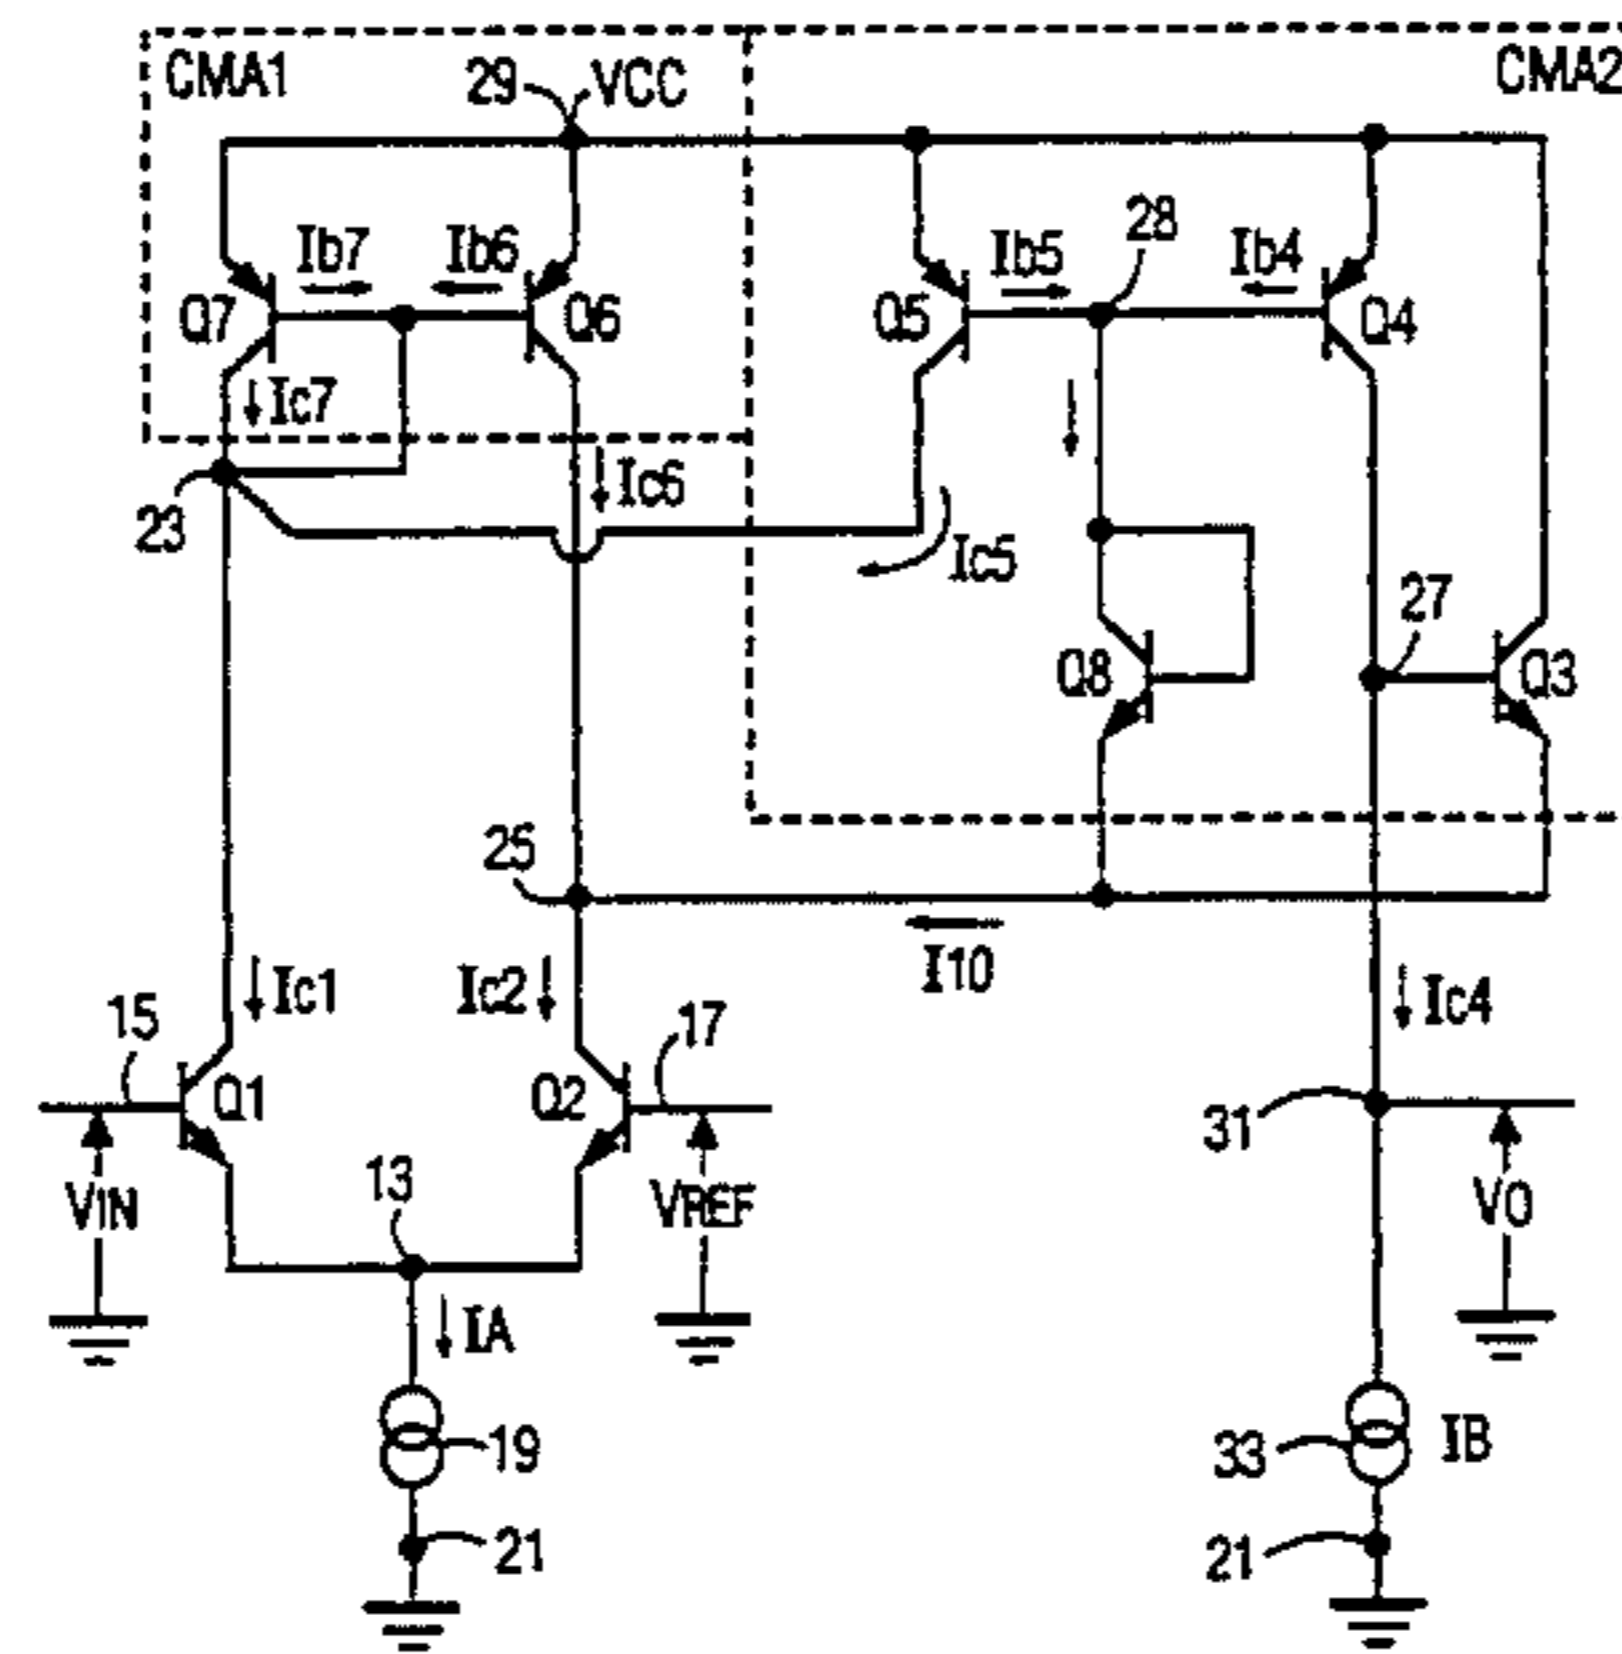 CMA1
29
VCC
CMA2
Ib7
Ib6
Ib5
28
Ib4
Q7
Q6
Q5
Q4
Ic7
23
Ic6
Ic5
27
Q8
Q3
25
I10
Ic1
Ic2
Ic4
15
17
Q1
Q2
31
13
VIN
VREF
VO
IA
19
33
IB
21
21